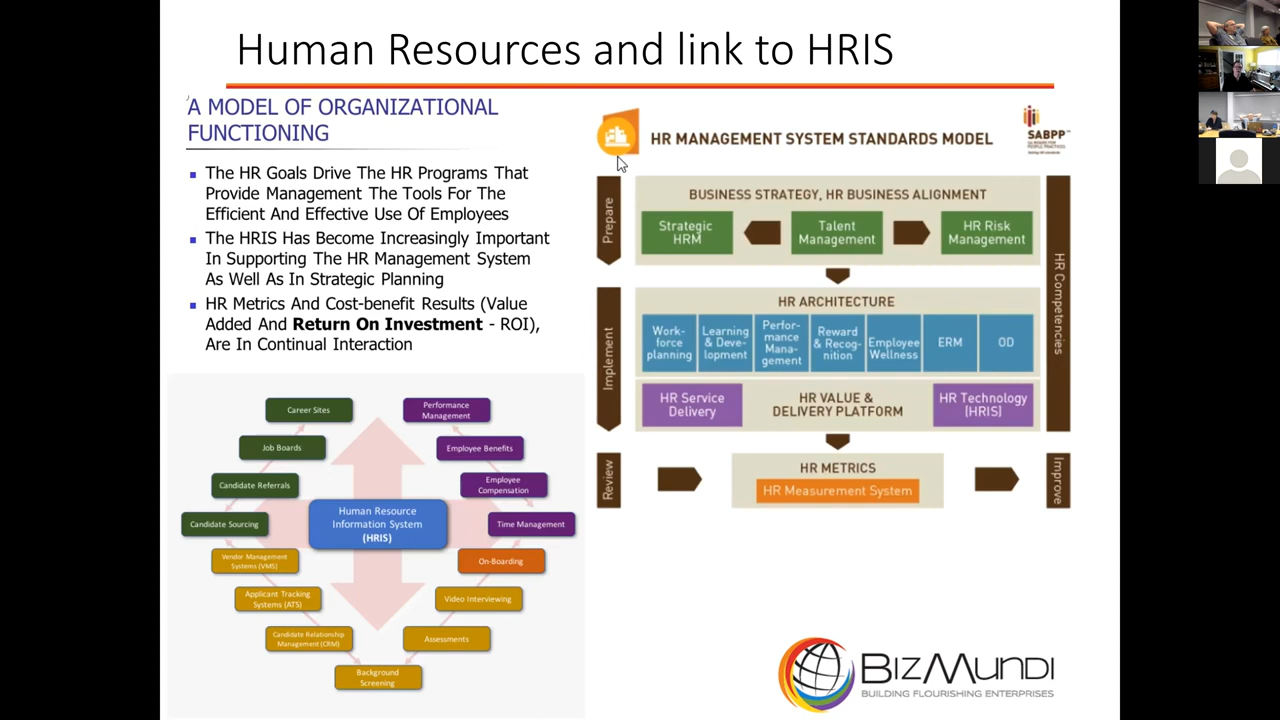 Human Resources and link to HRIS
A MODEL OF ORGANIZATIONAL
FUNCTIONING
The HR Goals Drive The HR Programs That
Provide Management The Tools For The
Efficient And Effective Use Of Employees
The HRIS Has Become Increasingly Important
In Supporting The HR Management System
As Well As In Strategic Planning
HR Metrics And Cost-benefit Results (Value
Added And Return On Investment - ROI),
Are In Continual Interaction
Career Sites
Job Boards
Candidate Referrals
Candidate Sourcing
Vendor Management
Systems (VMS)
Applicant Tracking
Systems (ATS)
Candidate Relationship
Management (CRM)
Background
Screening
Performance
Management
Employee Benefits
Employee
Compensation
Time Management
On-Boarding
Video Interviewing
Assessments
Human Resource
Information System
(HRIS)
HR MANAGEMENT SYSTEM STANDARDS MODEL
SABPP
Prepare
BUSINESS STRATEGY, HR BUSINESS ALIGNMENT
Strategic
HRM
Talent
Management
HR Risk
Management
HR Competencies
Implement
HR ARCHITECTURE
Work-
force
planning
Learning
& Deve-
lopment
Perfor-
mance
Mana-
gement
Reward
& Recog-
nition
Employee
Wellness
ERM
OD
HR Service
Delivery
HR VALUE &
DELIVERY PLATFORM
HR Technology
(HRIS)
Review
HR METRICS
HR Measurement System
Improve
BIZMUNDI
BUILDING FLOURISHING ENTERPRISES